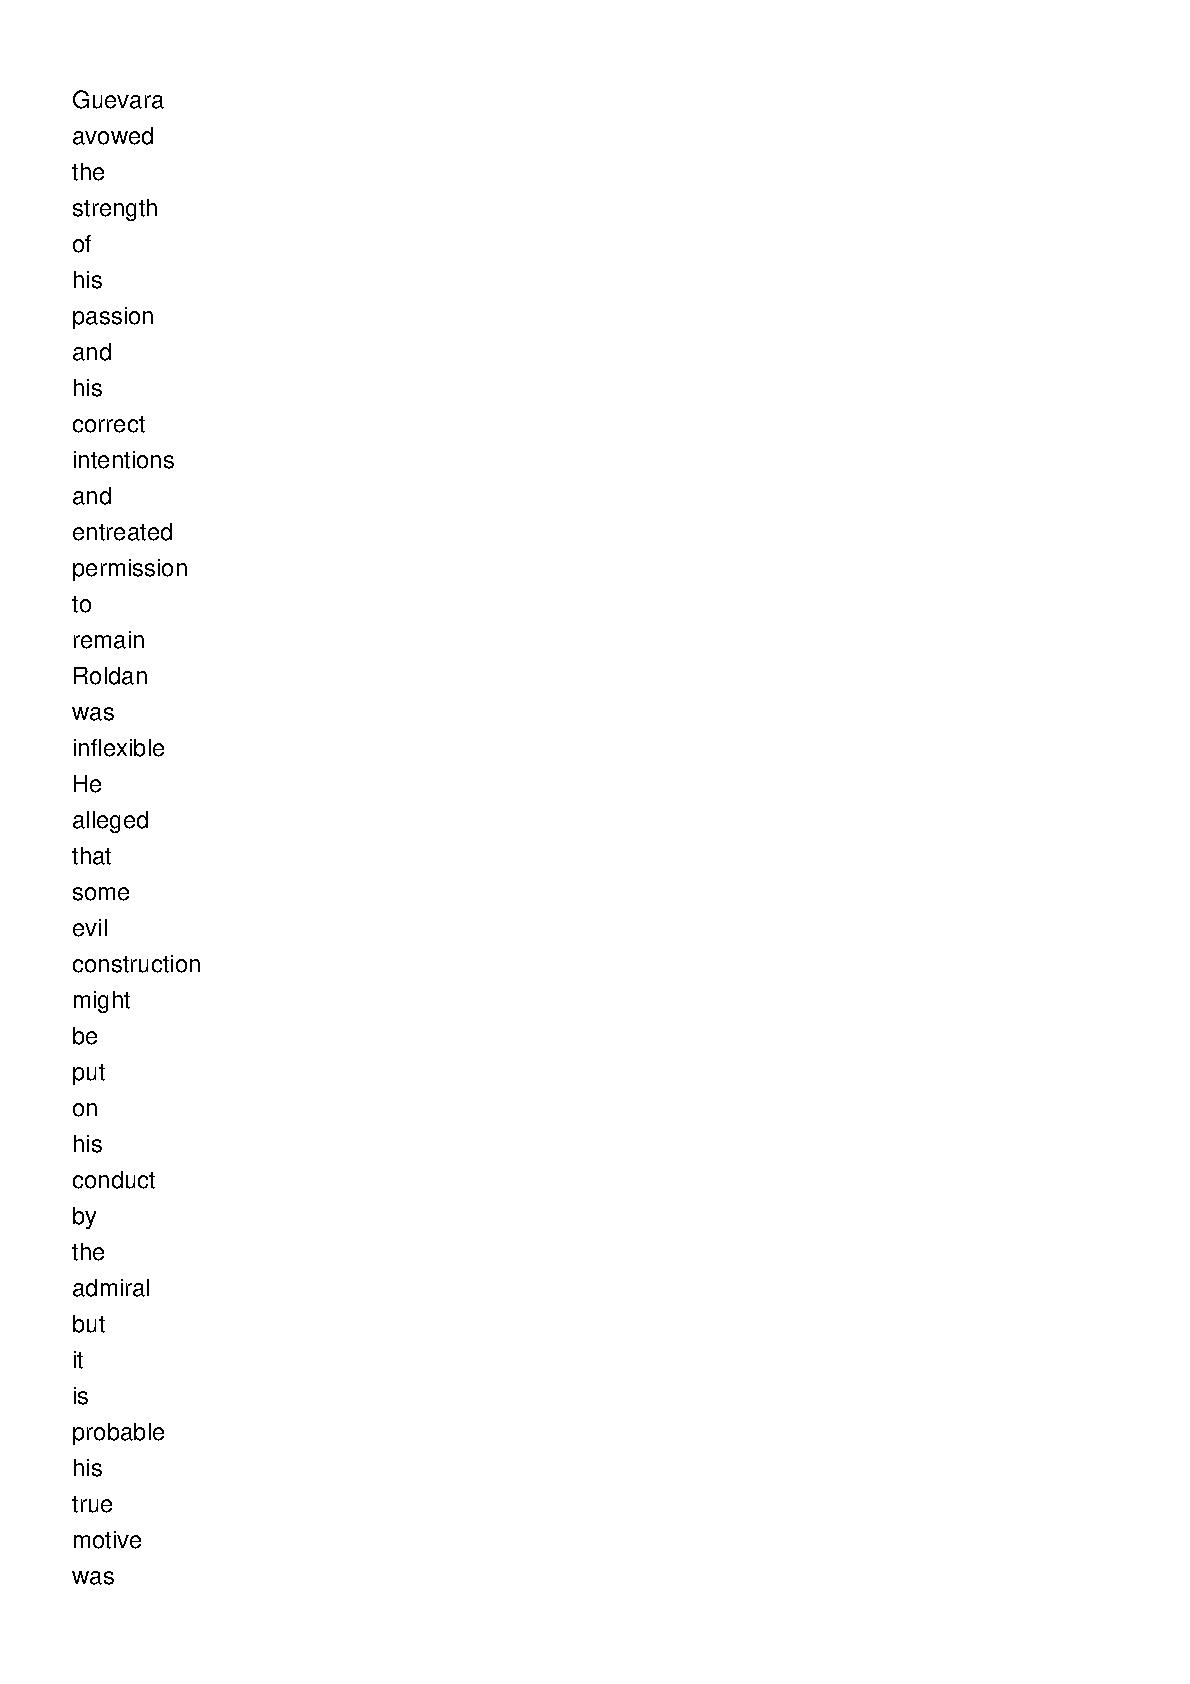 Guevara
avowed
the
strength
of
his
passion
and
his
correct
intentions
and
entreated
permission
to
remain
Roldan
was
inflexible
He
alleged
that
some
evil
construction
might
be
put
on
his
conduct
by
the
admiral
but
it
is
probable
his
true
motive
was